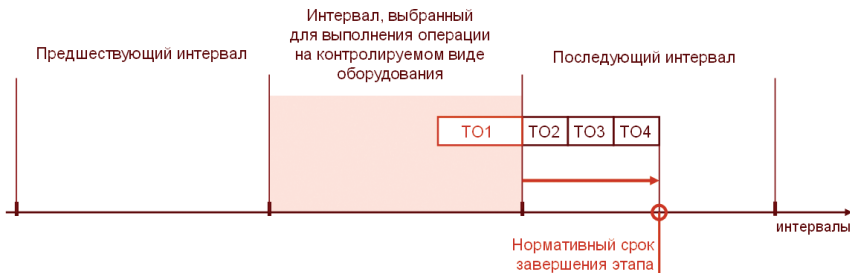 Интервал, выбранный
для выполнения операции
на контролируемом виде
оборудования
Предшествующий интервал
Последующий интервал
ТО1
ТО2
ТО3
ТО4
интервалы
Нормативный срок
завершения этапа